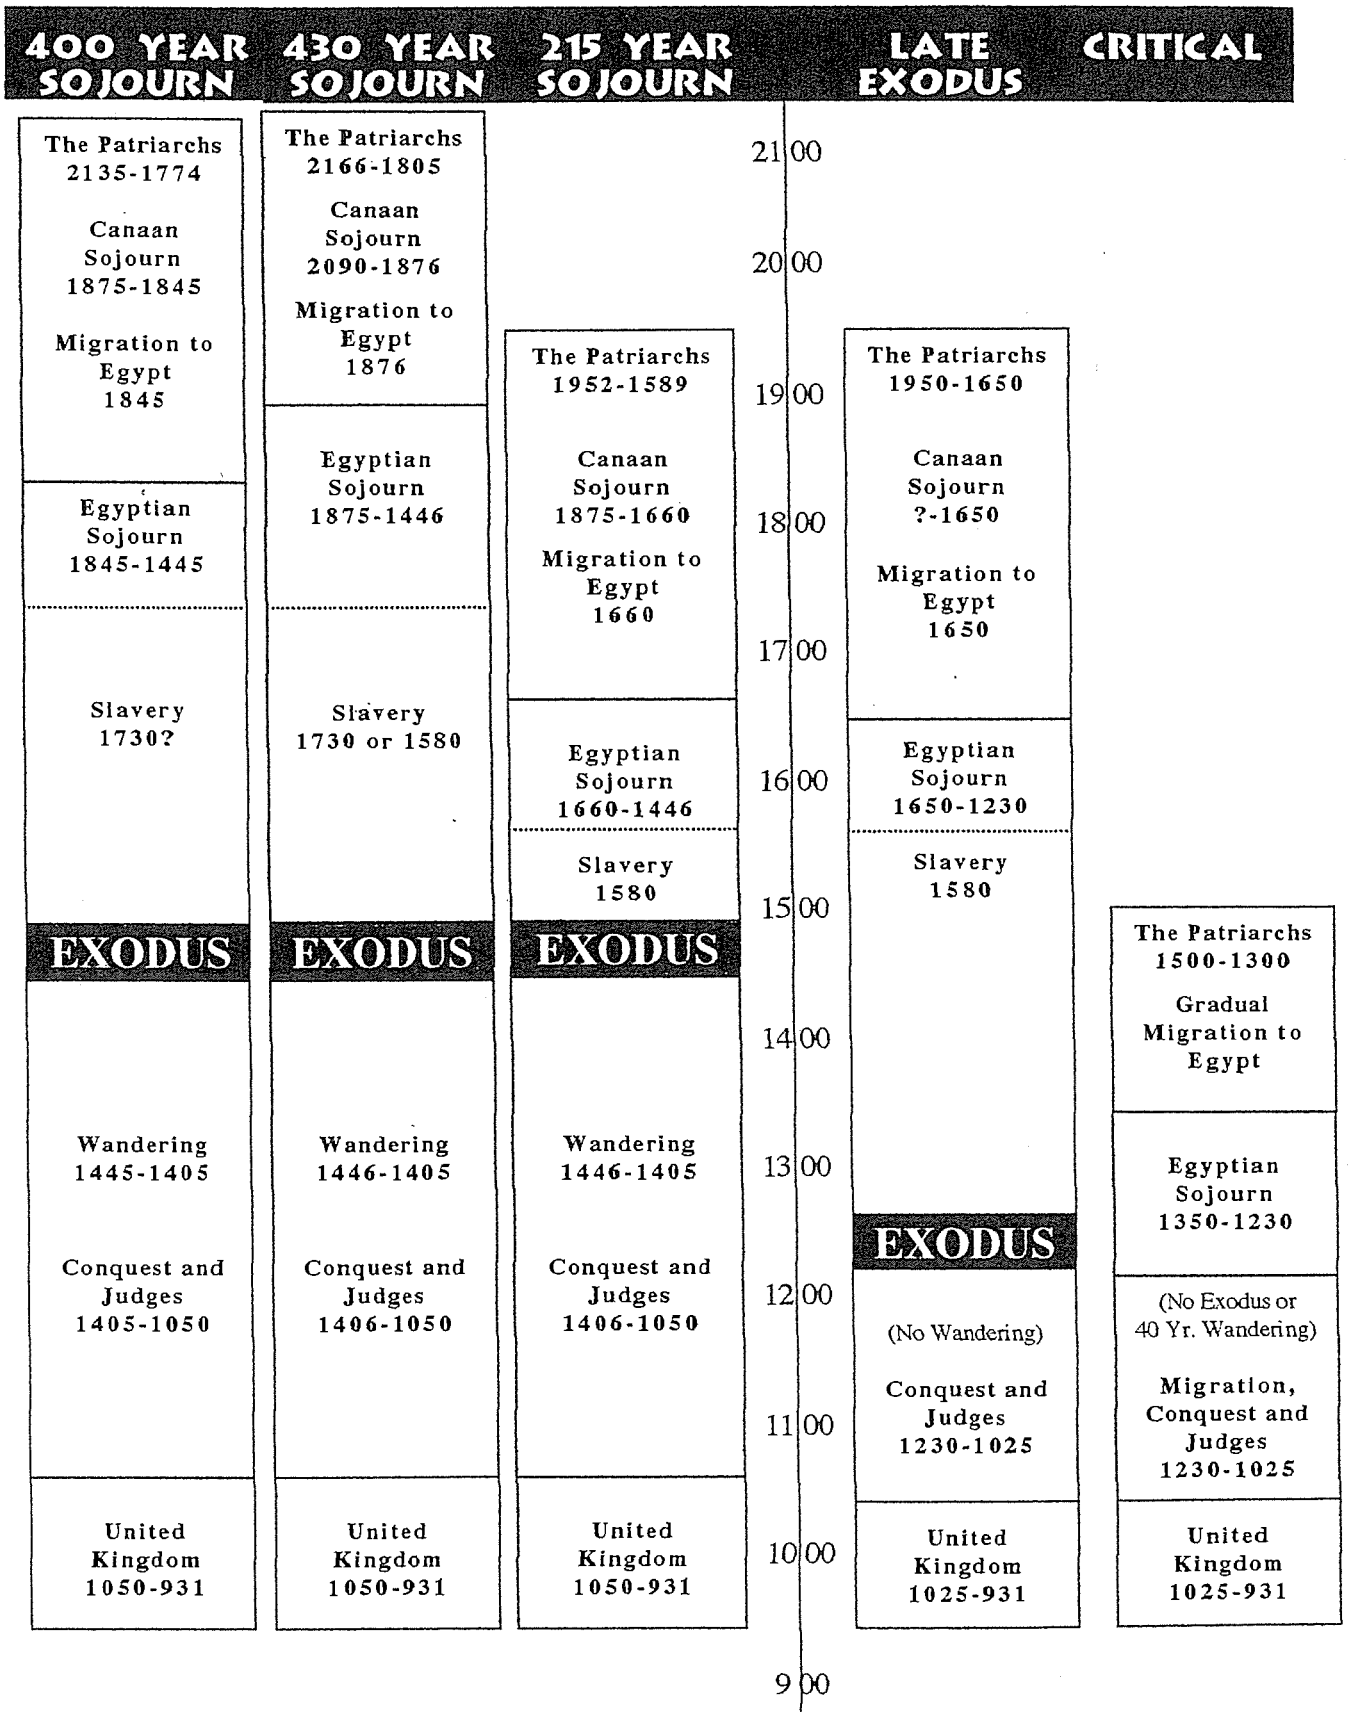 400 YEAR
SOJOURN
430 YEAR
SOJOURN
215 YEAR
SOJOURN
LATE
EXODUS
CRITICAL
The Patriarchs
2135-1774
Canaan
Sojourn
1875-1845
Migration to
Egypt
1845
Egyptian
Sojourn
1845-1445
Slavery
1730?
EXODUS
Wandering
1445-1405
Conquest and
Judges
1405-1050
United
Kingdom
1050-931
The Patriarchs
2166-1805
Canaan
Sojourn
2090-1876
Migration to
Egypt
1876
Egyptian
Sojourn
1875-1446
Slavery
1730 or 1580
EXODUS
Wandering
1446-1405
Conquest and
Judges
1406-1050
United
Kingdom
1050-931
The Patriarchs
1952-1589
Canaan
Sojourn
1875-1660
Migration to
Egypt
1660
Egyptian
Sojourn
1660-1446
Slavery
1580
EXODUS
Wandering
1446-1405
Conquest and
Judges
1406-1050
United
Kingdom
1050-931
2100
2000
1900
1800
1700
1600
1500
1400
1300
1200
1100
1000
900
The Patriarchs
1950-1650
Canaan
Sojourn
?-1650
Migration to
Egypt
1650
Egyptian
Sojourn
1650-1230
Slavery
1580
EXODUS
(No Wandering)
Conquest and
Judges
1230-1025
United
Kingdom
1025-931
The Patriarchs
1500-1300
Gradual
Migration to
Egypt
Egyptian
Sojourn
1350-1230
(No Exodus or
40 Yr. Wandering)
Migration,
Conquest and
Judges
1230-1025
United
Kingdom
1025-931